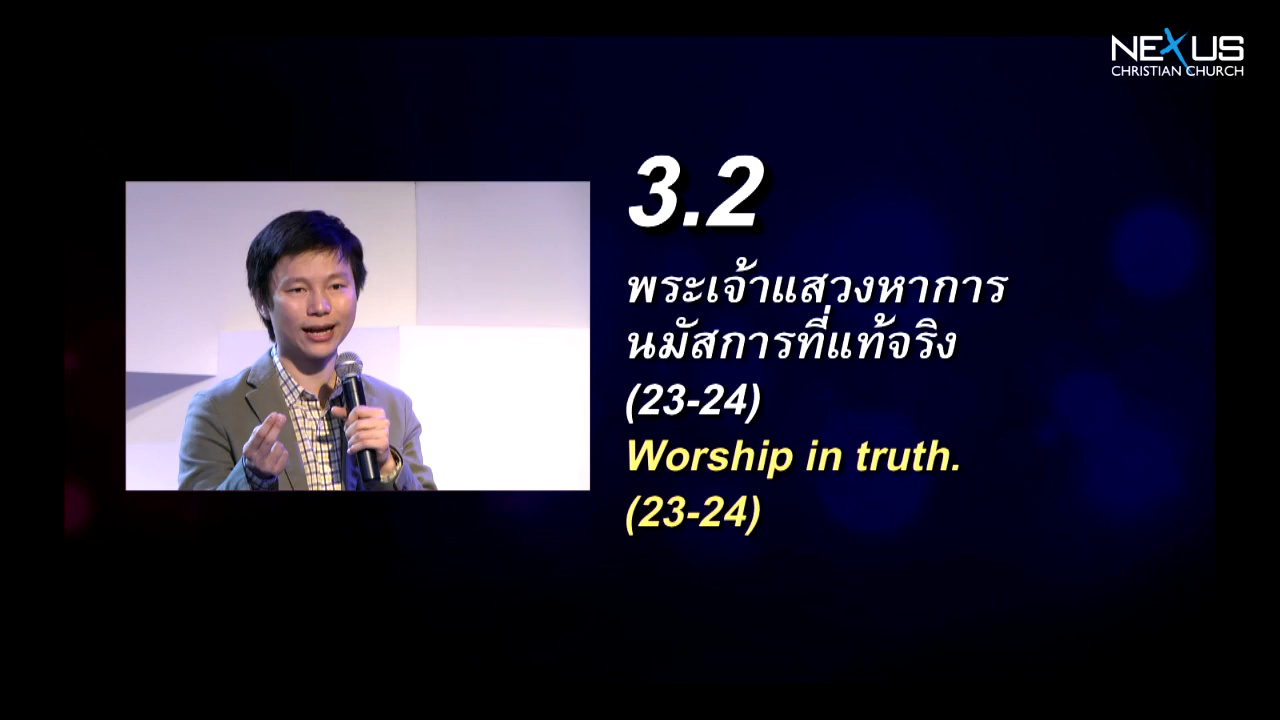 NEXUS
CHRISTIAN CHURCH
3.2
พระเจ้าแสวงหาการ
นมัสการที่แท้จริง
(23-24)
Worship in truth.
(23-24)